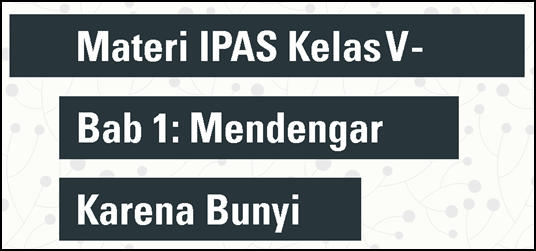 Materi IPAS Kelas V-
Bab 1: Mendengar
Karena Bunyi